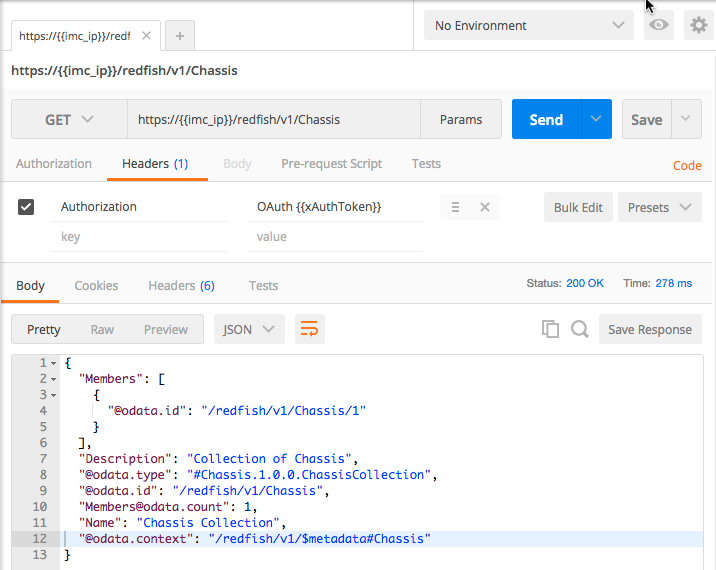 https://{{imc_ip}}/redf
No Environment
https://{{imc_ip}}/redfish/v1/Chassis
GET https://{{imc_ip}}/redfish/v1/Chassis Params Send Save
Authorization Headers (1) Body Pre-request Script Tests Code
Authorization OAuth {{xAuthToken}} Bulk Edit Presets
key value
Body Cookies Headers (6) Tests Status: 200 OK Time: 278 ms
Pretty Raw Preview JSON Save Response
1 {
2 "Members": [
3 {
4 "@odata.id": "/redfish/v1/Chassis/1"
5 }
6 ],
7 "Description": "Collection of Chassis",
8 "@odata.type": "#Chassis.1.0.0.ChassisCollection",
9 "@odata.id": "/redfish/v1/Chassis",
10 "Members@odata.count": 1,
11 "Name": "Chassis Collection",
12 "@odata.context": "/redfish/v1/$metadata#Chassis"
13 }